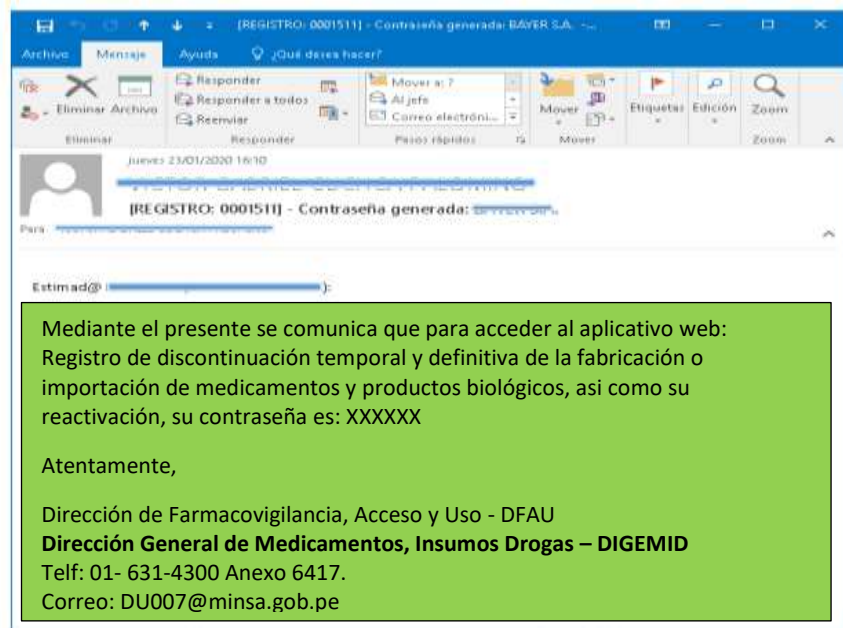 [REGISTRO: 0001511] - Contraseña generada: BAYER S.A. -...
Archivo Mensaje Ayuda ¿Qué desea hacer?
Eliminar Archivo
Responder
Responder a todos
Reenviar
Mover a: ?
Al jefe
Correo electróni...
Mover
Etiquetas Edición Zoom
Eliminar Responder Pasos rápidos Mover Zoom
jueves 23/01/2020 16:10
[REGISTRO: 0001511] - Contraseña generada:
Para
Estimad@ ):
Mediante el presente se comunica que para acceder al aplicativo web:
Registro de discontinuación temporal y definitiva de la fabricación o
importación de medicamentos y productos biológicos, asi como su
reactivación, su contraseña es: XXXXXX
Atentamente,
Dirección de Farmacovigilancia, Acceso y Uso - DFAU
Dirección General de Medicamentos, Insumos Drogas – DIGEMID
Telf: 01- 631-4300 Anexo 6417.
Correo: DU007@minsa.gob.pe